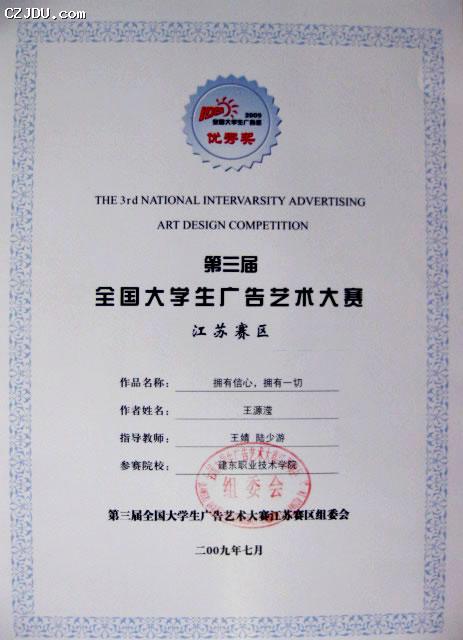 CZJDU.COM
2009
全国大学生广告赛
优秀奖
THE 3rd NATIONAL INTERVARSITY ADVERTISING
ART DESIGN COMPETITION
第三届
全国大学生广告艺术大赛
江苏赛区
作品名称： 拥有信心，拥有一切
作者姓名： 王源滢
指导教师： 王婧 陆少游
参赛院校： 建东职业技术学院
组委会
第三届全国大学生广告艺术大赛江苏赛区组委会
二00九年七月